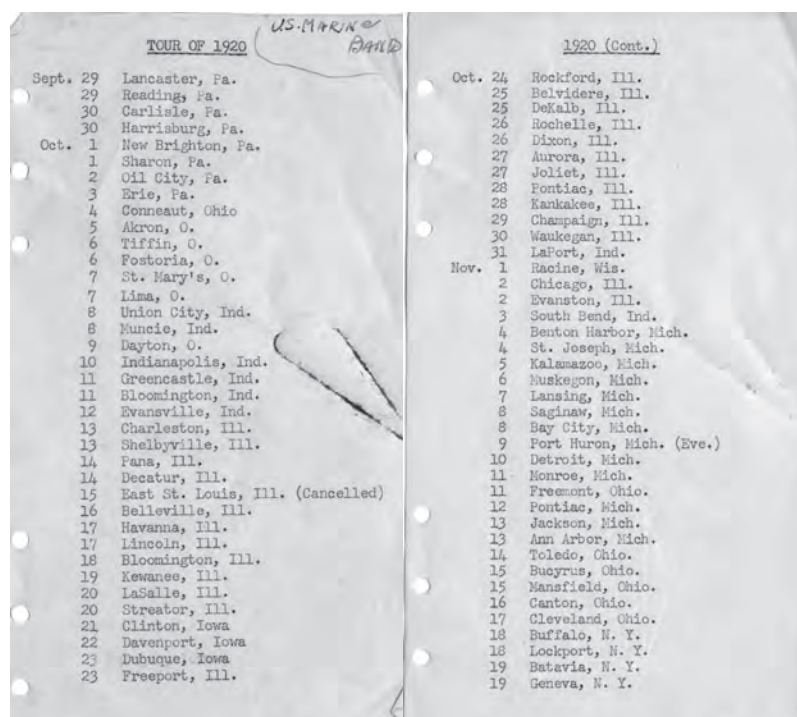 U.S. MARINE
BAND
TOUR OF 1920
Sept. 29 Lancaster, Pa.
29 Reading, Pa.
30 Carlisle, Pa.
30 Harrisburg, Pa.
Oct. 1 New Brighton, Pa.
1 Sharon, Pa.
2 Oil City, Pa.
3 Erie, Pa.
4 Conneaut, Ohio
5 Akron, O.
6 Tiffin, O.
6 Fostoria, O.
7 St. Mary's, O.
7 Lima, O.
8 Union City, Ind.
8 Muncie, Ind.
9 Dayton, O.
10 Indianapolis, Ind.
11 Greencastle, Ind.
11 Bloomington, Ind.
12 Evansville, Ind.
13 Charleston, Ill.
13 Shelbyville, Ill.
14 Pana, Ill.
14 Decatur, Ill.
15 East St. Louis, Ill. (Cancelled)
16 Belleville, Ill.
17 Havanna, Ill.
17 Lincoln, Ill.
18 Bloomington, Ill.
19 Kewanee, Ill.
20 LaSalle, Ill.
20 Streator, Ill.
21 Clinton, Iowa
22 Davenport, Iowa
23 Dubuque, Iowa
23 Freeport, Ill.
1920 (Cont.)
Oct. 24 Rockford, Ill.
25 Belvidere, Ill.
25 DeKalb, Ill.
26 Rochelle, Ill.
26 Dixon, Ill.
27 Aurora, Ill.
27 Joliet, Ill.
28 Pontiac, Ill.
28 Kankakee, Ill.
29 Champaign, Ill.
30 Waukegan, Ill.
31 LaPort, Ind.
Nov. 1 Racine, Wis.
2 Chicago, Ill.
2 Evanston, Ill.
3 South Bend, Ind.
4 Benton Harbor, Mich.
4 St. Joseph, Mich.
5 Kalamazoo, Mich.
6 Muskegon, Mich.
7 Lansing, Mich.
8 Saginaw, Mich.
8 Bay City, Mich.
9 Port Huron, Mich. (Eve.)
10 Detroit, Mich.
11 Monroe, Mich.
11 Freemont, Ohio.
12 Pontiac, Mich.
13 Jackson, Mich.
13 Ann Arbor, Mich.
14 Toledo, Ohio.
15 Bucyrus, Ohio.
15 Mansfield, Ohio.
16 Canton, Ohio.
17 Cleveland, Ohio.
18 Buffalo, N. Y.
18 Lockport, N. Y.
19 Batavia, N. Y.
19 Geneva, N. Y.